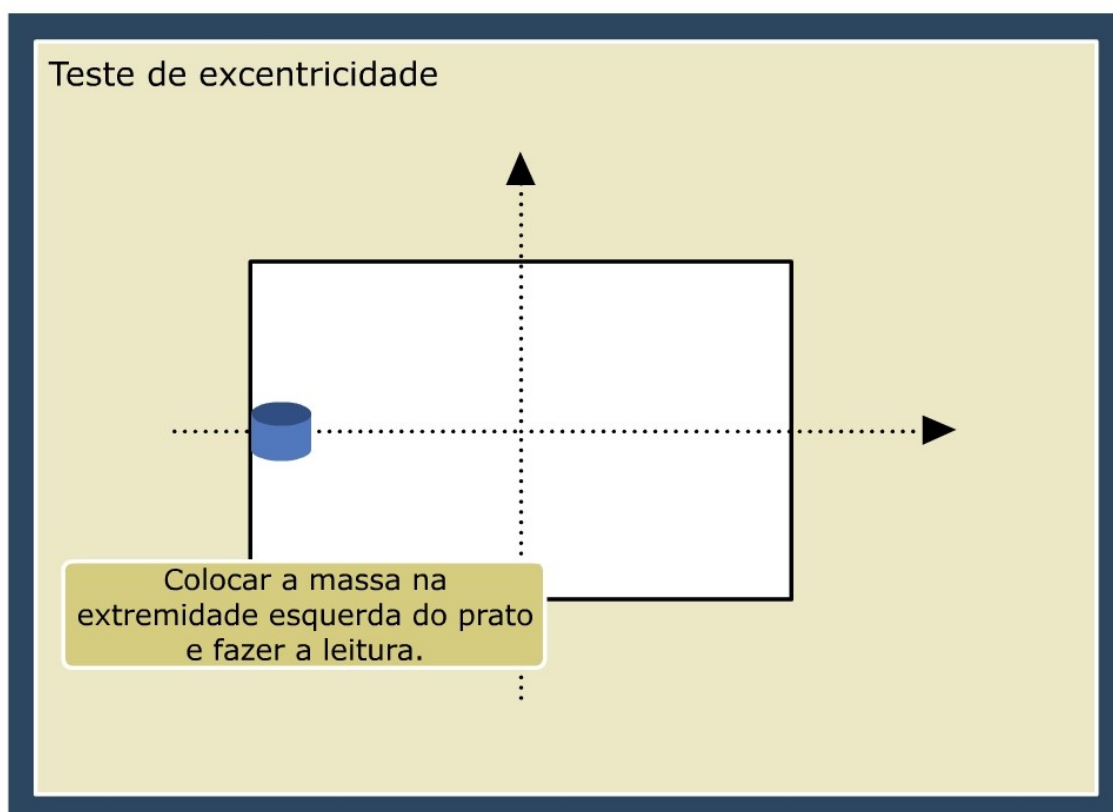 Teste de excentricidade
Colocar a massa na
extremidade esquerda do prato
e fazer a leitura.